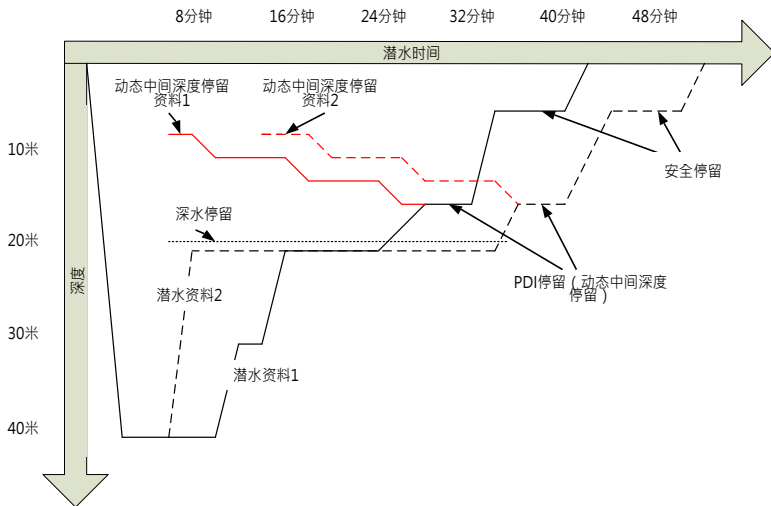 8分钟
16分钟
24分钟
32分钟
40分钟
48分钟
潜水时间
动态中间深度停留
资料1
动态中间深度停留
资料2
10米
安全停留
深水停留
20米
深度
PDI停留（动态中间深度
停留）
潜水资料2
30米
潜水资料1
40米